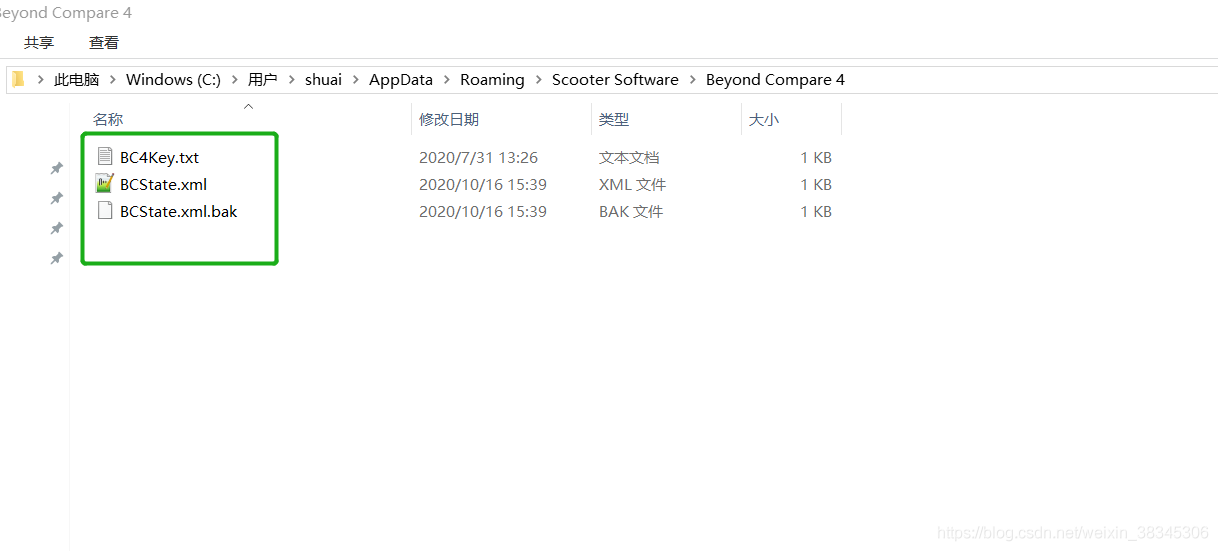 Beyond Compare 4
共享 查看
此电脑 > Windows (C:) > 用户 > shuai > AppData > Roaming > Scooter Software > Beyond Compare 4
名称 修改日期 类型 大小
BC4Key.txt 2020/7/31 13:26 文本文档 1 KB
BCState.xml 2020/10/16 15:39 XML 文件 1 KB
BCState.xml.bak 2020/10/16 15:39 BAK 文件 1 KB
https://blog.csdn.net/weixin_38345306